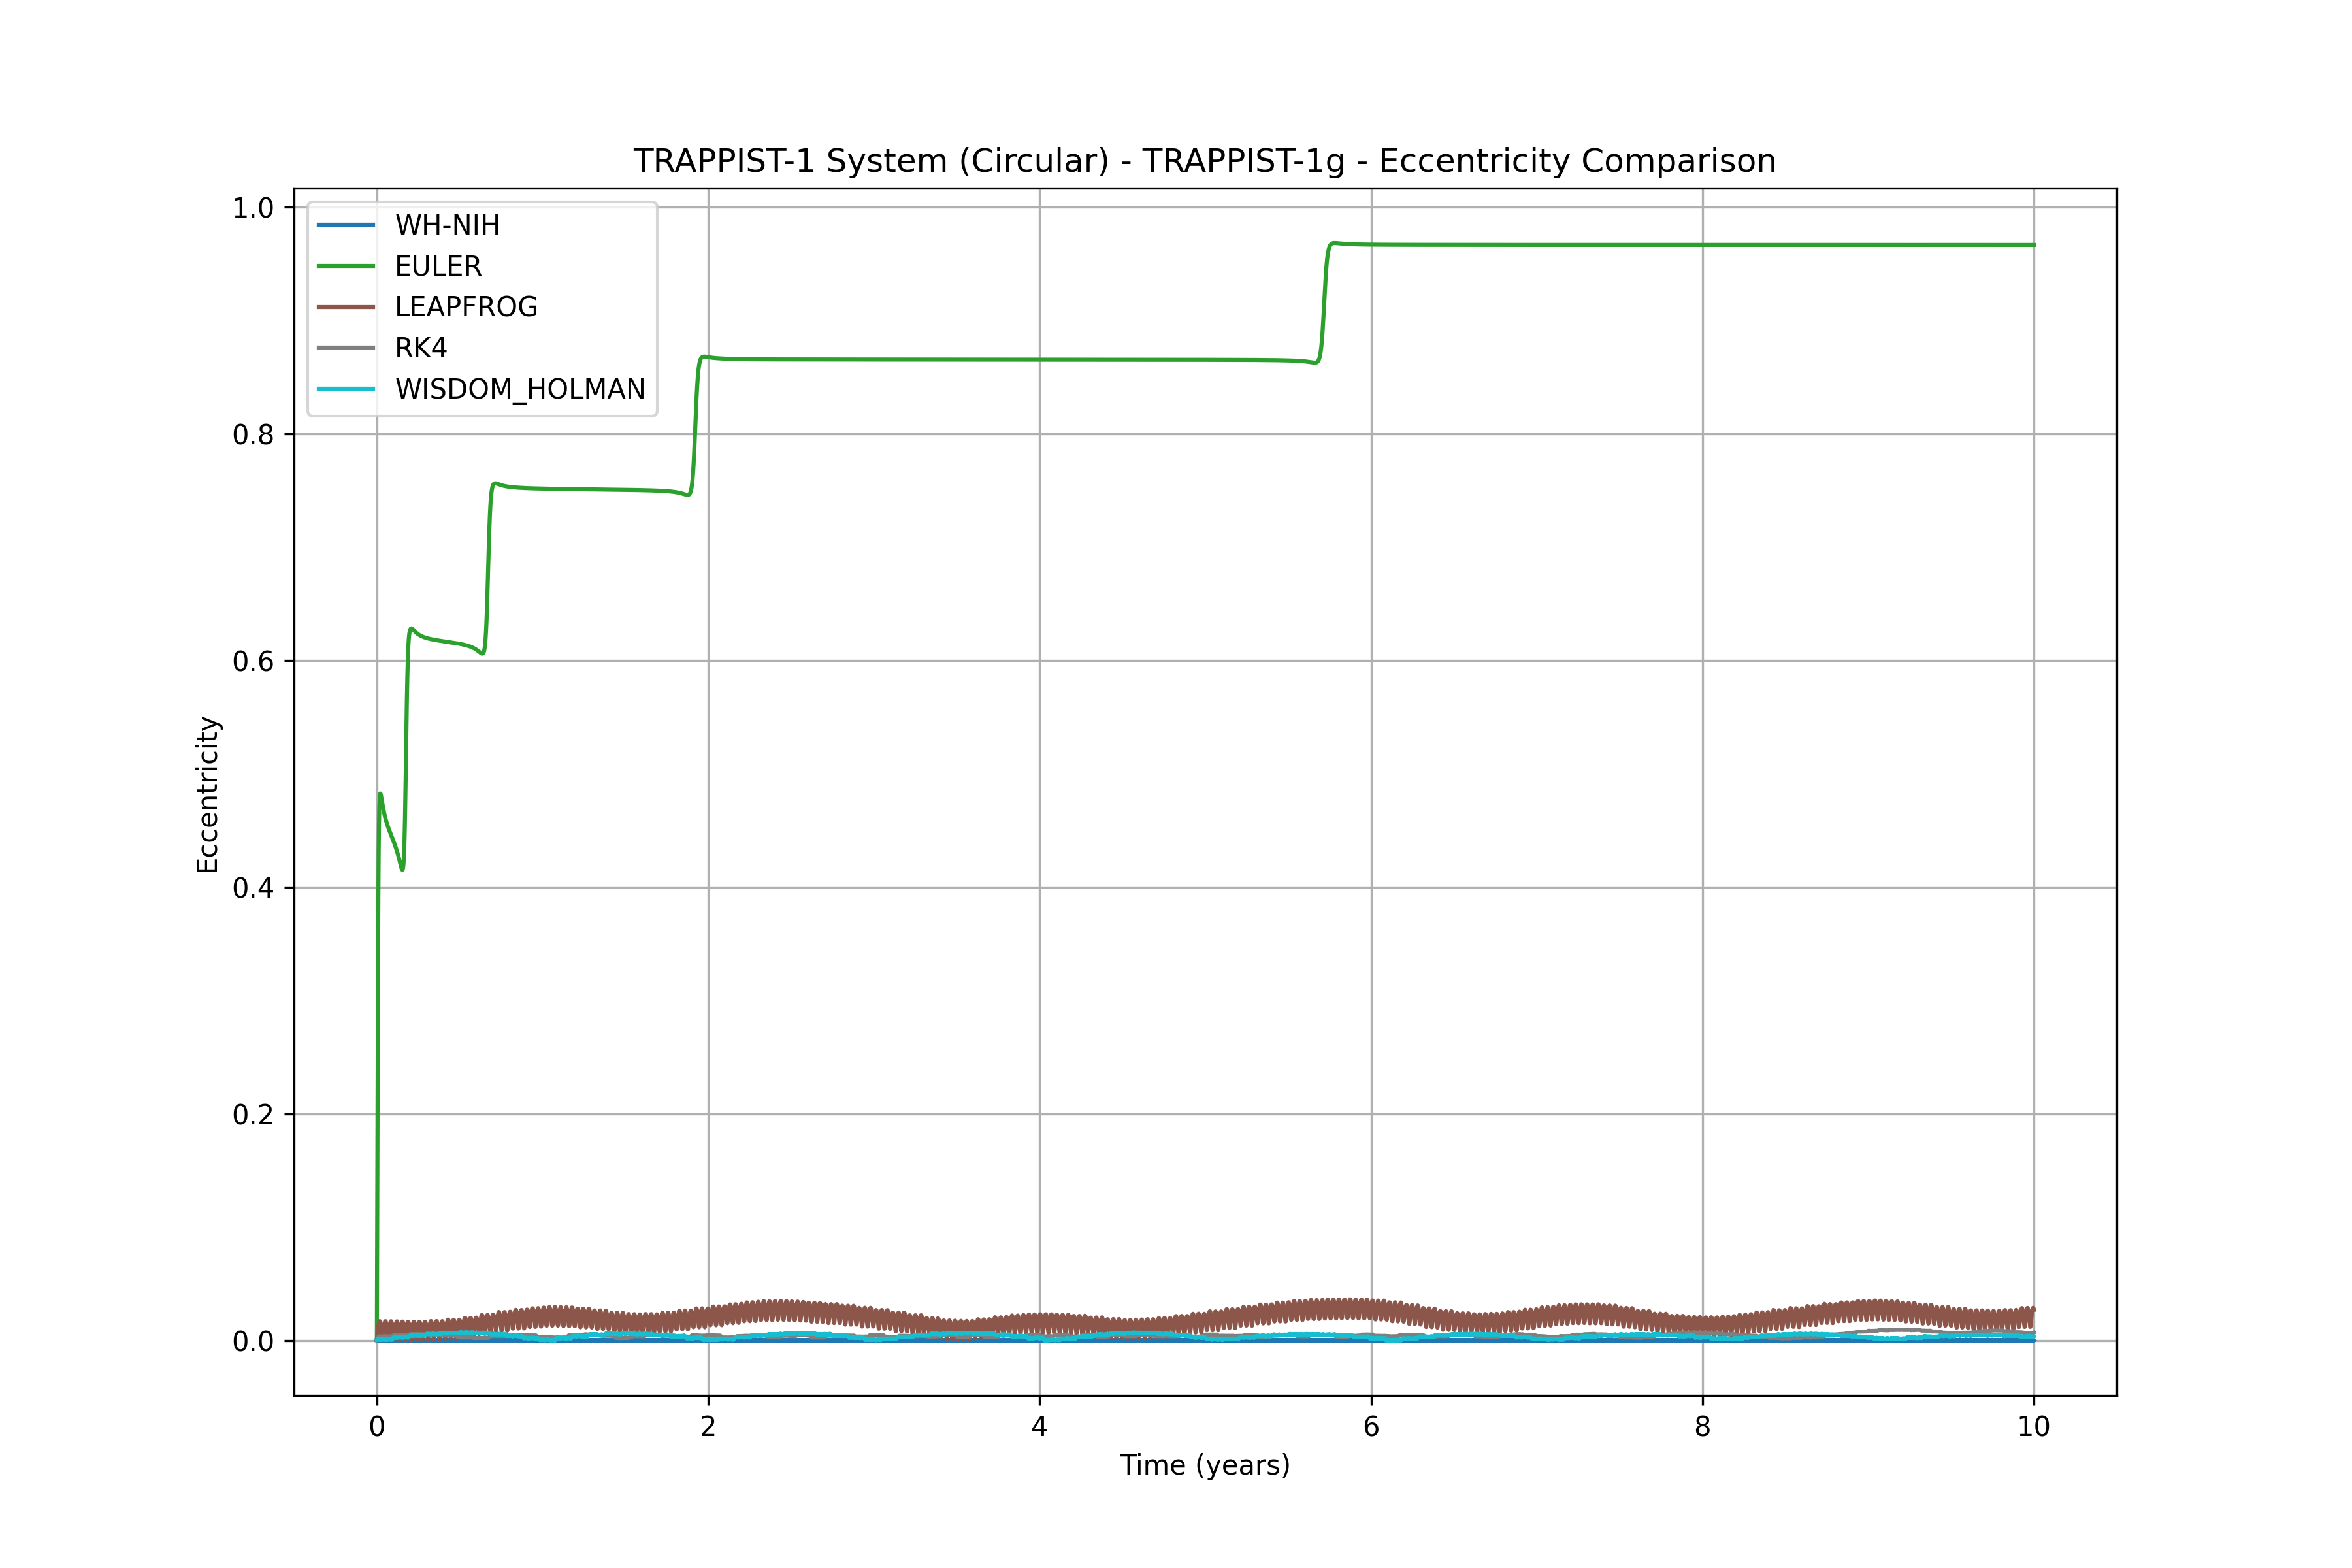 TRAPPIST-1 System (Circular) - TRAPPIST-1g - Eccentricity Comparison
WH-NIH
EULER
LEAPFROG
RK4
WISDOM_HOLMAN
Eccentricity
1.0
0.8
0.6
0.4
0.2
0.0
0 2 4 6 8 10
Time (years)